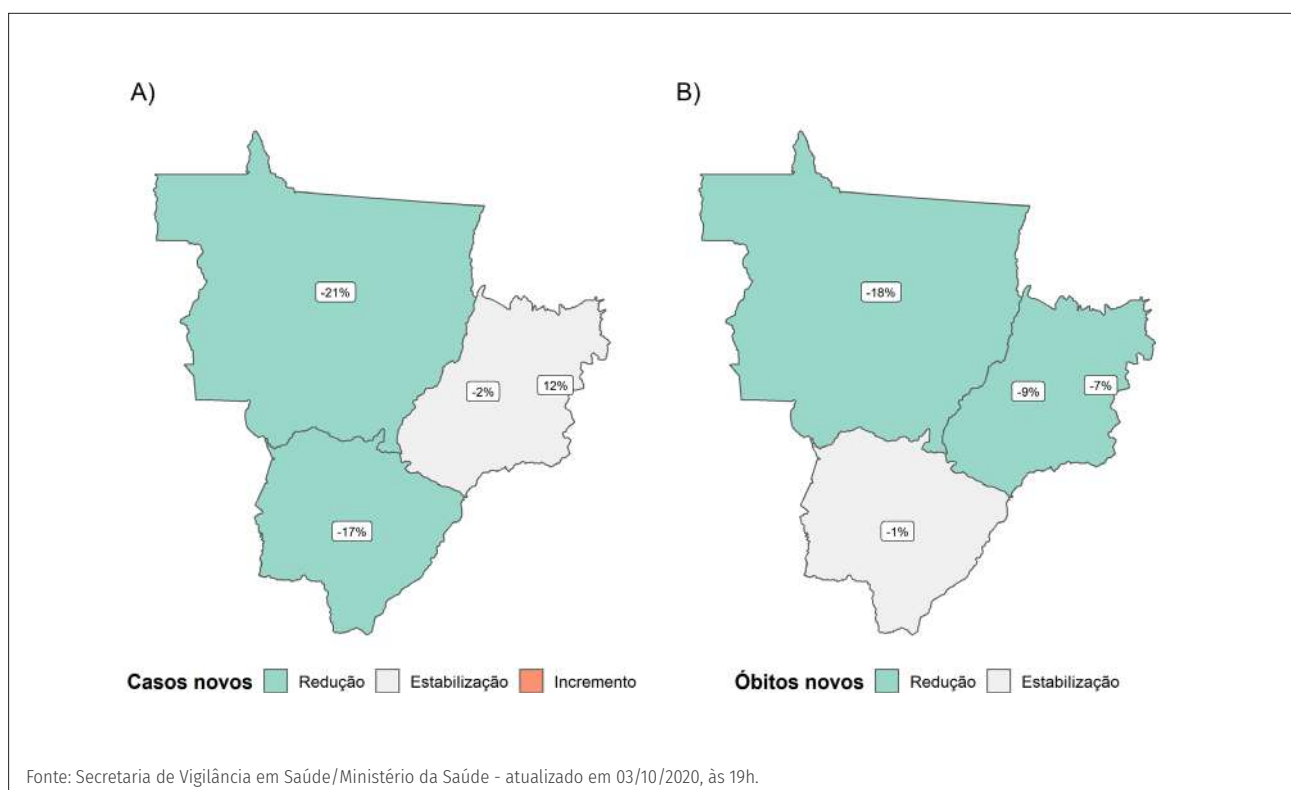 A)
B)
-21%
-2%
12%
-17%
-18%
-9%
-7%
-1%
Casos novos Redução Estabilização Incremento
Óbitos novos Redução Estabilização
Fonte: Secretaria de Vigilância em Saúde/Ministério da Saúde - atualizado em 03/10/2020, às 19h.